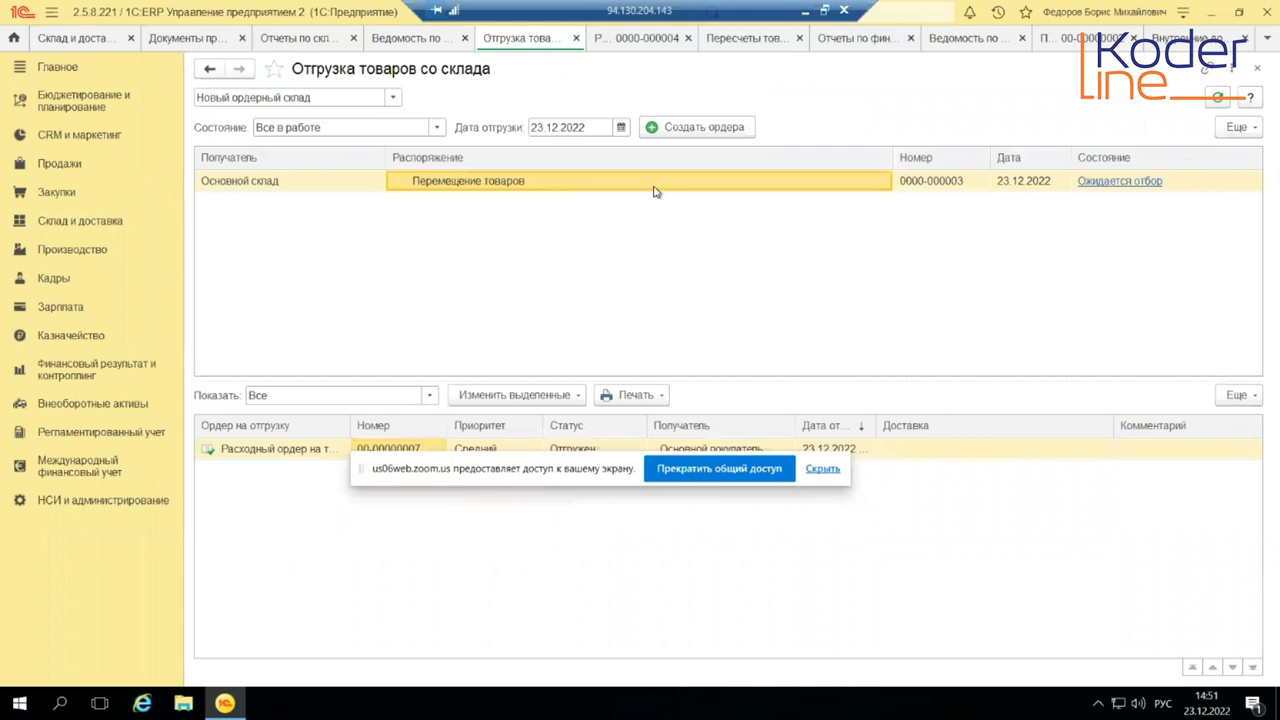 2.5.8.221 / 1С:ERP Управление предприятием 2 (1С:Предприятие)
94.130.204.143
Федоров Борис Михайлович
Склад и доста...
Документы пр...
Отчеты по скл...
Ведомость по ...
Отгрузка това...
Р... 0000-000004
Пересчеты тов...
Отчеты по фин...
Ведомость по ...
Koder
line
Главное
Бюджетирование и
планирование
CRM и маркетинг
Продажи
Закупки
Склад и доставка
Производство
Кадры
Зарплата
Казначейство
Финансовый результат и
контроллинг
Внеоборотные активы
Регламентированный учет
Международный
финансовый учет
НСИ и администрирование
Отгрузка товаров со склада
Новый ордерный склад
?
Состояние: Все в работе
Дата отгрузки: 23.12.2022
Создать ордера
Еще
Получатель Распоряжение Номер Дата Состояние
Основной склад Перемещение товаров 0000-000003 23.12.2022 Ожидается отбор
Показать: Все
Изменить выделенные
Печать
Еще
Ордер на отгрузку Номер Приоритет Статус Получатель Дата от... Доставка Комментарий
Расходный ордер на т... 00-00000007 Средний Отгружен Основной покупатель 23.12.2022 ...
us06web.zoom.us предоставляет доступ к вашему экрану.
Прекратить общий доступ
Скрыть
РУС
14:51
23.12.2022
1